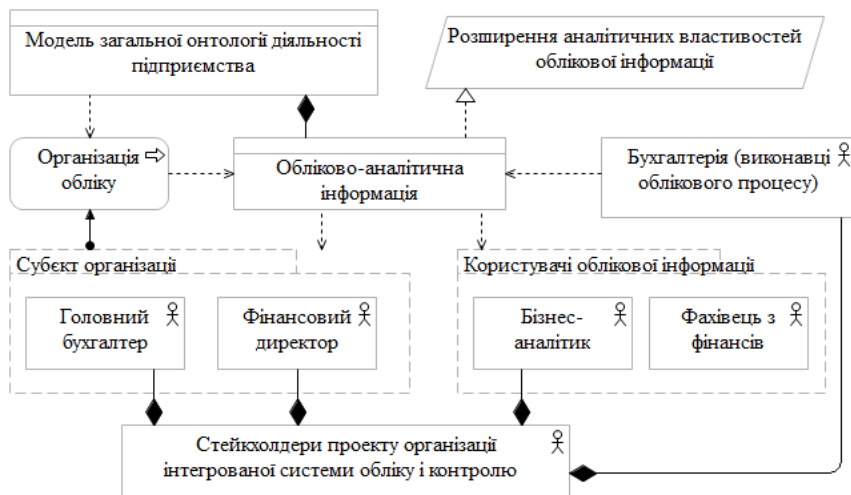 Модель загальної онтології діяльності
підприємства
Розширення аналітичних властивостей
облікової інформації
Організація
обліку
Обліково-аналітична
інформація
Бухгалтерія (виконавці
облікового процесу)
Субєкт організації
Користувачі облікової інформації
Головний
бухгалтер
Фінансовий
директор
Бізнес-
аналітик
Фахівець з
фінансів
Стейкхолдери проекту організації
інтегрованої системи обліку і контролю